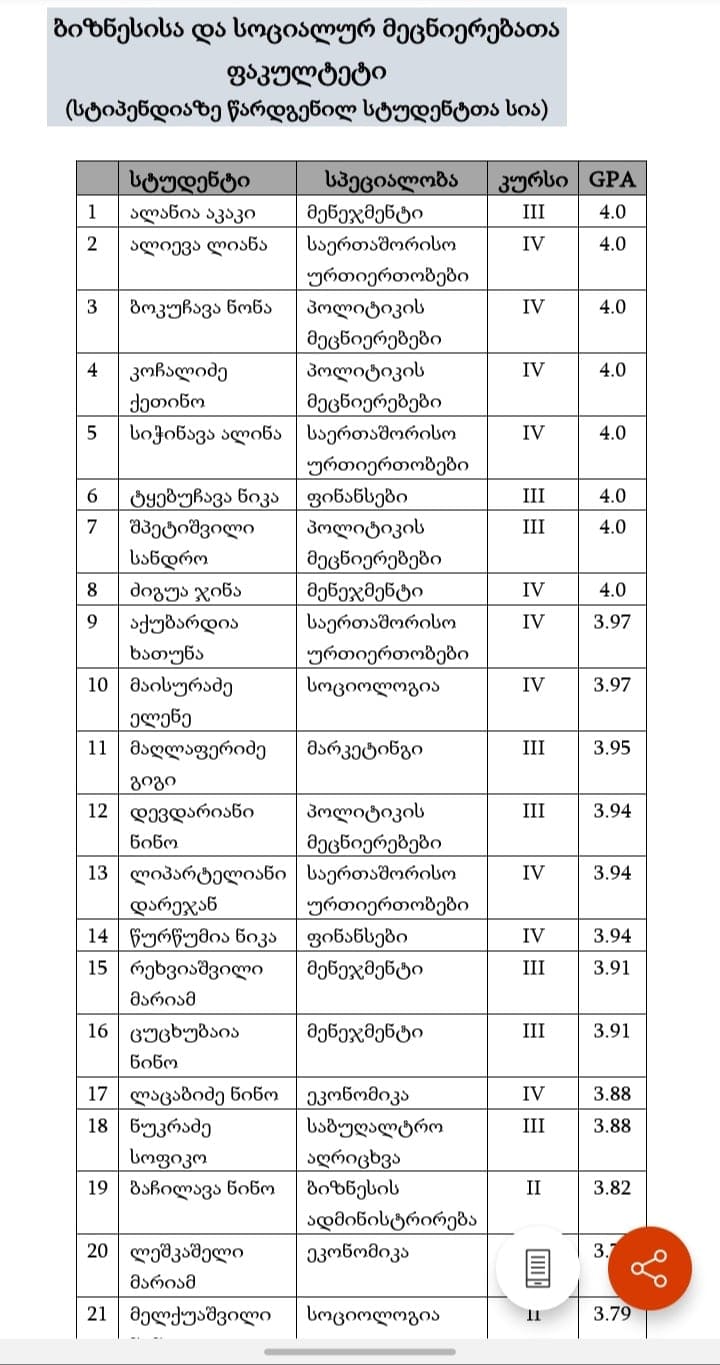 ბიზნესისა და სოციალურ მეცნიერებათა
ფაკულტეტი
(სტიპენდიაზე წარდგენილ სტუდენტთა სია)
სტუდენტი სპეციალობა კურსი GPA
1 ალანია აკაკი მენეჯმენტი III 4.0
2 ალიევა ლიანა საერთაშორისო IV 4.0
ურთიერთობები
3 ბოკუჩავა ნონა პოლიტიკის IV 4.0
მეცნიერებები
4 კოჩალიძე პოლიტიკის IV 4.0
ქეთინო მეცნიერებები
5 სიჭინავა ალინა საერთაშორისო IV 4.0
ურთიერთობები
6 ტყებუჩავა ნიკა ფინანსები III 4.0
7 შპეტიშვილი პოლიტიკის III 4.0
სანდრო მეცნიერებები
8 ძიგუა ჯინა მენეჯმენტი IV 4.0
9 აქუბარდია საერთაშორისო IV 3.97
ხათუნა ურთიერთობები
10 მაისურაძე სოციოლოგია IV 3.97
ელენე
11 მაღლაფერიძე მარკეტინგი III 3.95
გიგი
12 დევდარიანი პოლიტიკის III 3.94
ნინო მეცნიერებები
13 ლიპარტელიანი საერთაშორისო IV 3.94
დარეჯან ურთიერთობები
14 წურწუმია ნიკა ფინანსები IV 3.94
15 რეხვიაშვილი მენეჯმენტი III 3.91
მარიამ
16 ცუცხუბაია მენეჯმენტი III 3.91
ნინო
17 ლაცაბიძე ნინო ეკონომიკა IV 3.88
18 ნუკრაძე საბუღალტრო III 3.88
სოფიკო აღრიცხვა
19 ბაჩილავა ნინო ბიზნესის II 3.82
ადმინისტრირება
20 ლეშკაშელი ეკონომიკა
მარიამ
21 მელქუაშვილი სოციოლოგია 3.79